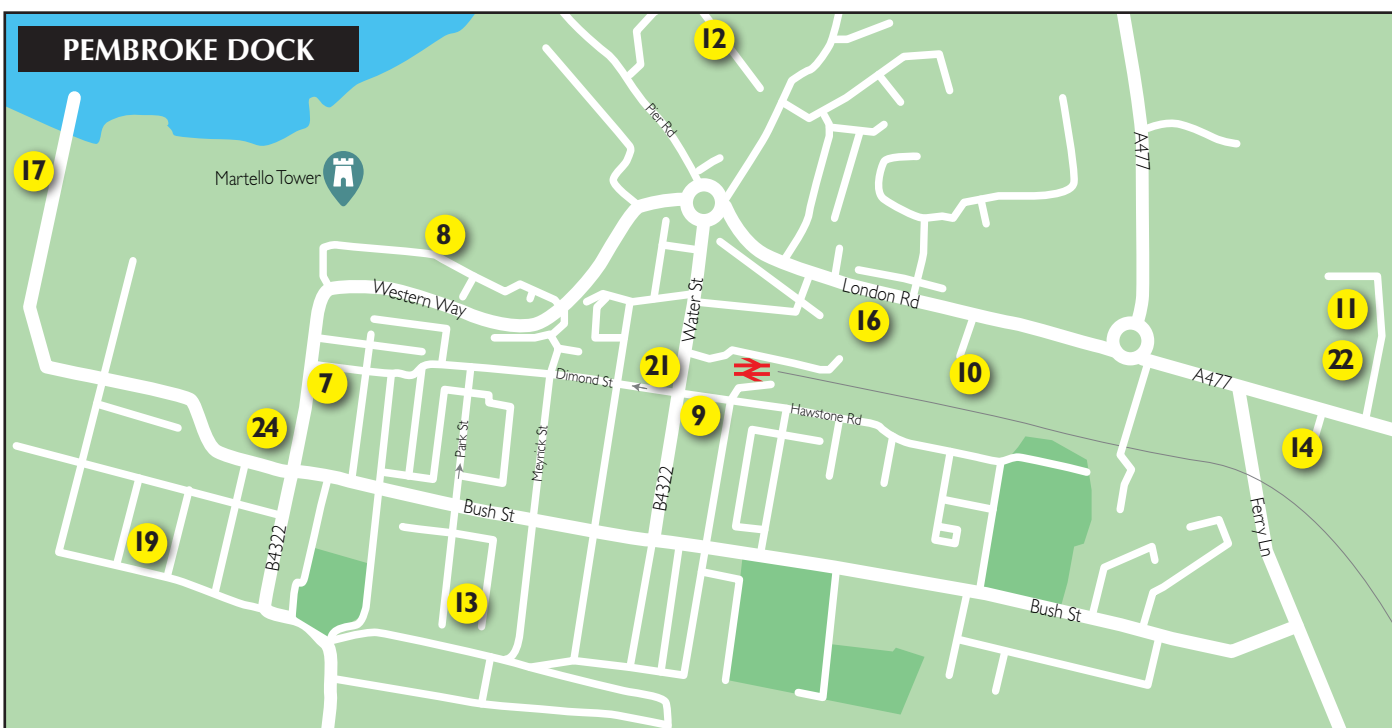 PEMBROKE DOCK
12
Pier Rd
A477
17
Martello Tower
8
Western Way
Water St
London Rd
16
11
22
21
Dimond St
7
10
A477
9
Hawstone Rd
24
Park St
Meyrick St
14
B4322
Bush St
Ferry Ln
19
B4322
13
Bush St